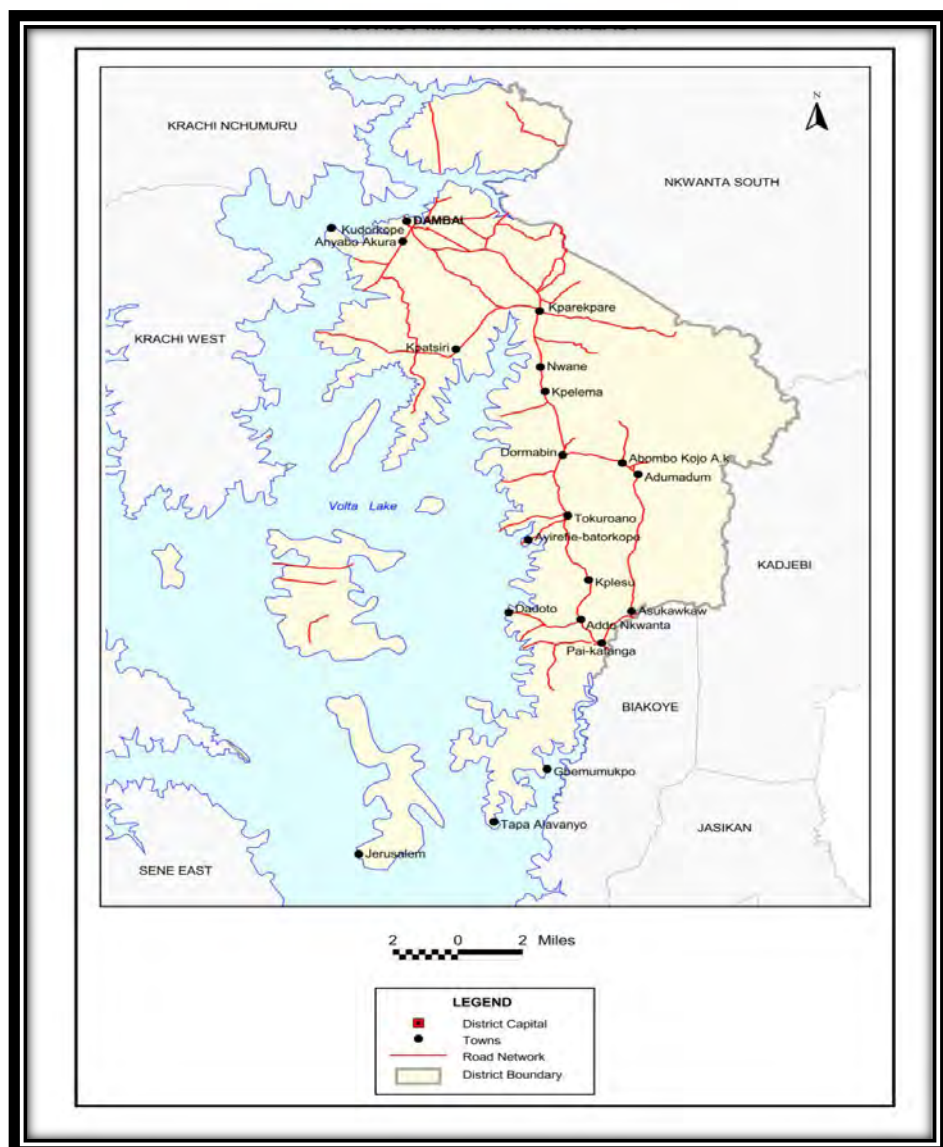 KRACHI NCHUMURU
N
NKWANTA SOUTH
DAMBAI
Kudorkope
Ahyabo Akura
Kparekpare
KRACHI WEST
Kpatsiri
Nwane
Kpelema
Dormabin
Abombo Kojo A.k
Adumadum
Volta Lake
Tokuroano
Ayirefie-batorkopo
KADJEBI
Kplesu
Dadoto
Asukawkaw
Addo Nkwanta
Pai-katanga
BIAKOYE
Gbemumukpo
Tapa Alavanyo
JASIKAN
Jerusalem
SENE EAST
2 0 2 Miles
LEGEND
District Capital
Towns
Road Network
District Boundary